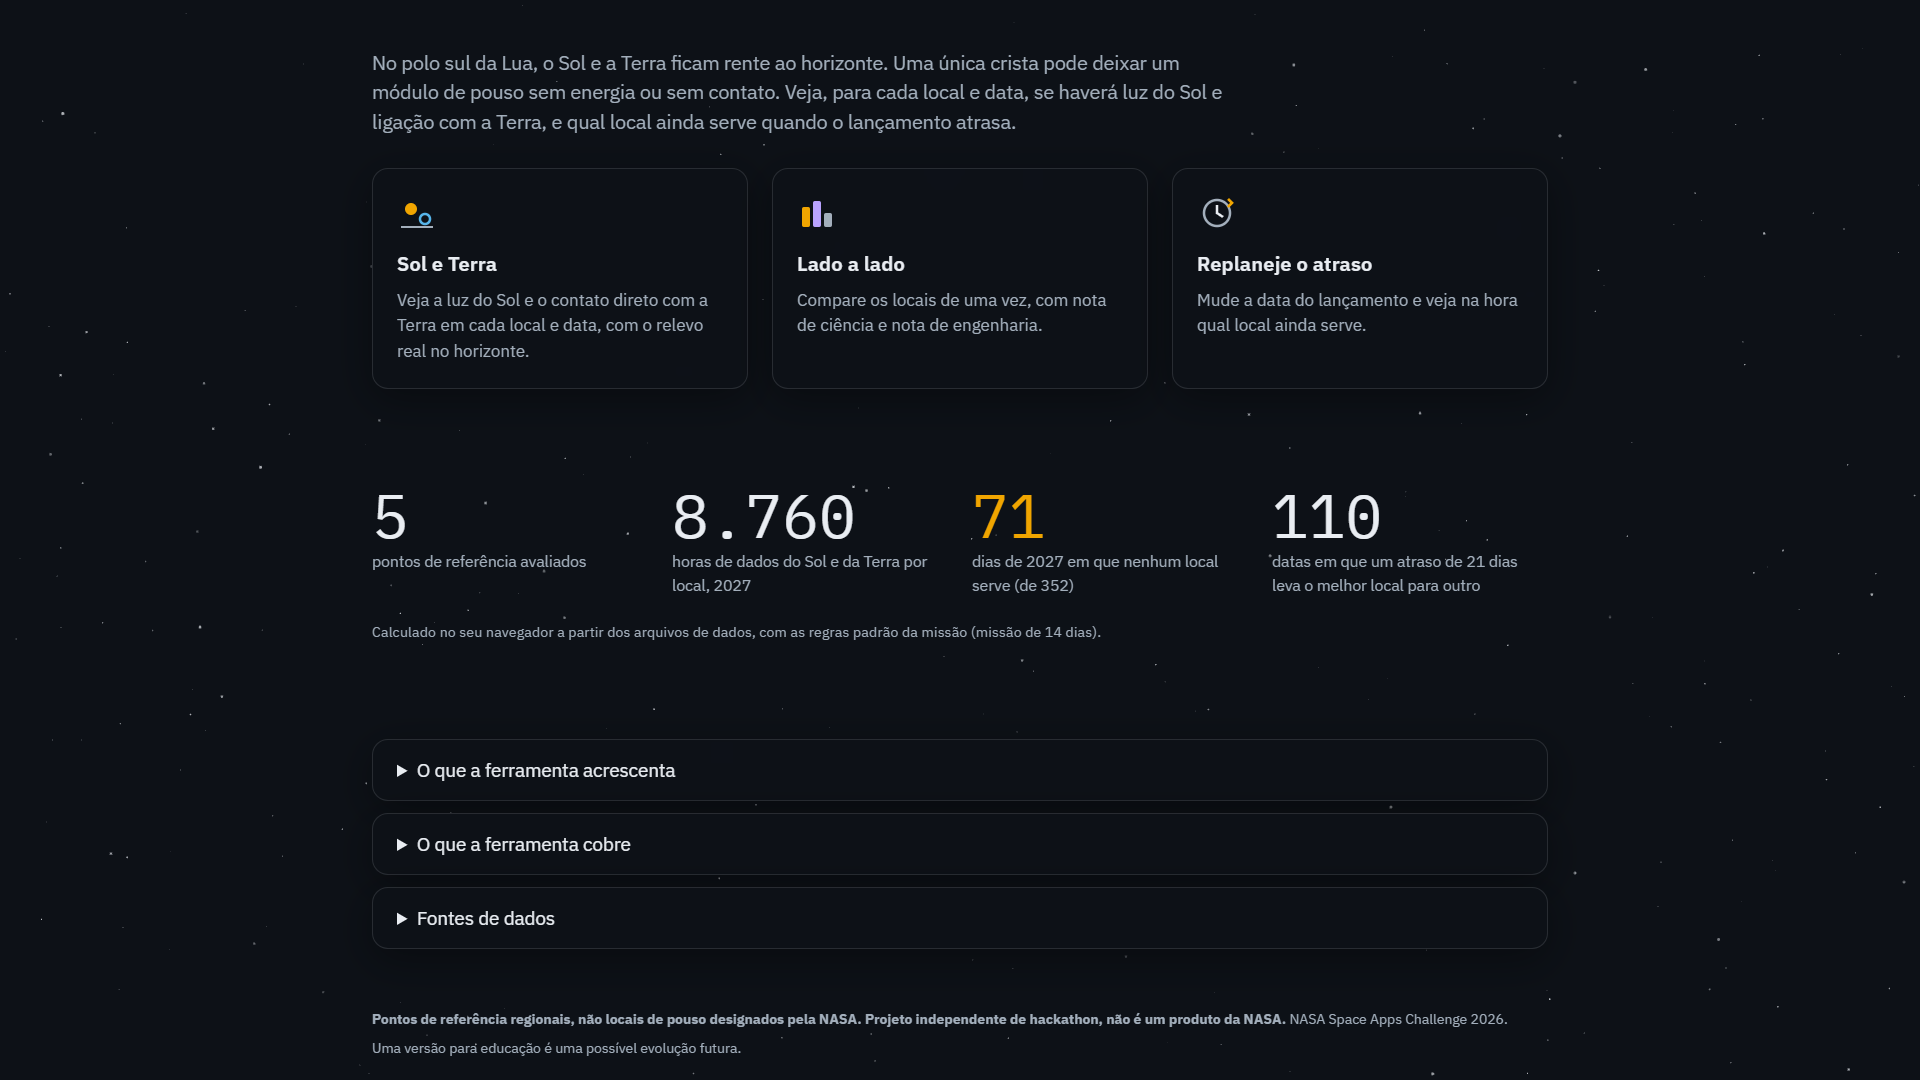 No polo sul da Lua, o Sol e a Terra ficam rente ao horizonte. Uma única crista pode deixar um
módulo de pouso sem energia ou sem contato. Veja, para cada local e data, se haverá luz do Sol e
ligação com a Terra, e qual local ainda serve quando o lançamento atrasa.
Sol e Terra
Veja a luz do Sol e o contato direto com a
Terra em cada local e data, com o relevo
real no horizonte.
Lado a lado
Compare os locais de uma vez, com nota
de ciência e nota de engenharia.
Replaneje o atraso
Mude a data do lançamento e veja na hora
qual local ainda serve.
5
pontos de referência avaliados
8.760
horas de dados do Sol e da Terra por
local, 2027
71
dias de 2027 em que nenhum local
serve (de 352)
110
datas em que um atraso de 21 dias
leva o melhor local para outro
Calculado no seu navegador a partir dos arquivos de dados, com as regras padrão da missão (missão de 14 dias).
O que a ferramenta acrescenta
O que a ferramenta cobre
Fontes de dados
Pontos de referência regionais, não locais de pouso designados pela NASA. Projeto independente de hackathon, não é um produto da NASA. NASA Space Apps Challenge 2026.
Uma versão para educação é uma possível evolução futura.